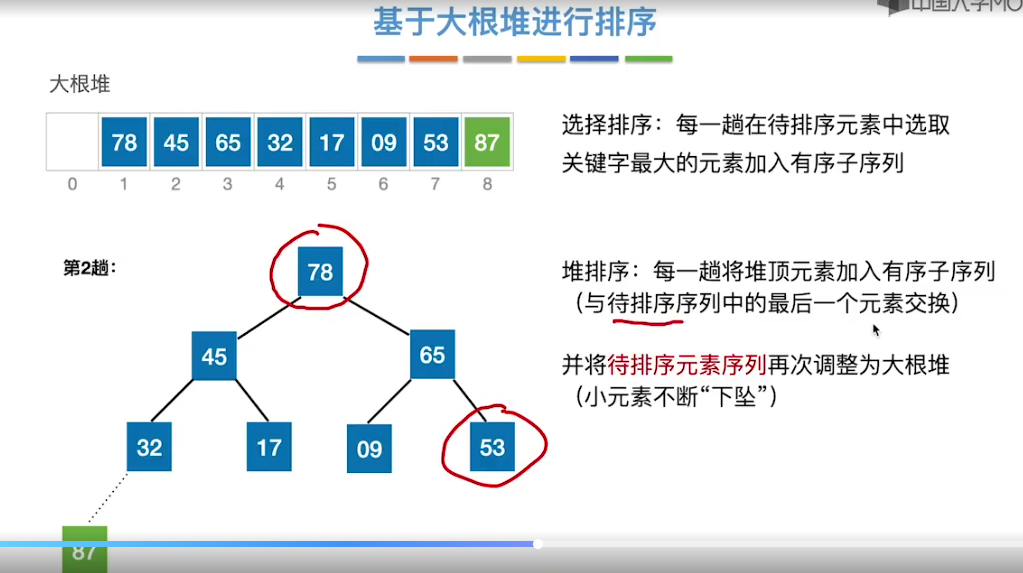 中国大学MO
基于大根堆进行排序
大根堆
78 45 65 32 17 09 53 87
0 1 2 3 4 5 6 7 8
选择排序：每一趟在待排序元素中选取
关键字最大的元素加入有序子序列
第2趟：
78
45 65
32 17 09 53
87
堆排序：每一趟将堆顶元素加入有序子序列
（与待排序序列中的最后一个元素交换）
并将待排序元素序列再次调整为大根堆
（小元素不断“下坠”）